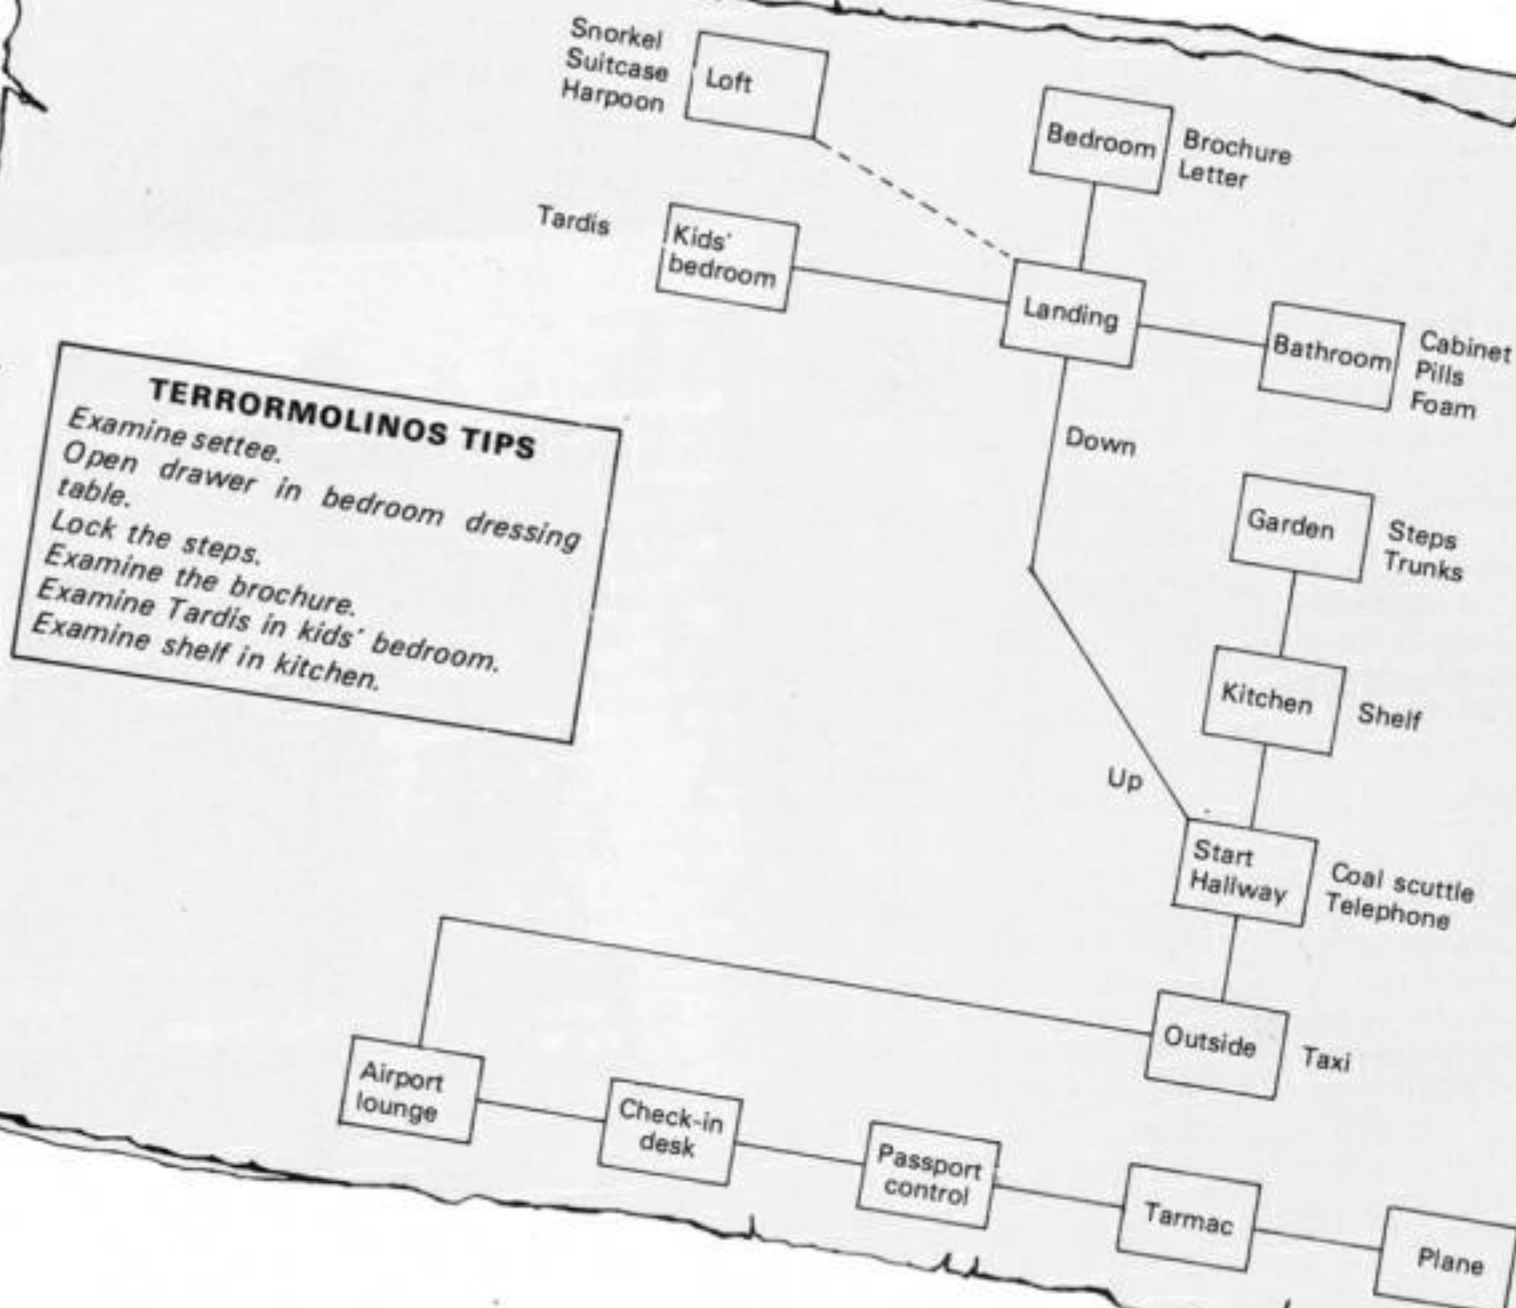 Snorkel
Suitcase
Harpoon
Loft
Bedroom
Brochure
Letter
Tardis
Kids'
bedroom
Landing
Bathroom
Cabinet
Pills
Foam
Down
TERRORMOLINOS TIPS
Examine settee.
Open drawer in bedroom dressing
table.
Lock the steps.
Examine the brochure.
Examine Tardis in kids' bedroom.
Examine shelf in kitchen.
Garden
Steps
Trunks
Kitchen
Shelf
Up
Start
Hallway
Coal scuttle
Telephone
Outside
Taxi
Airport
lounge
Check-in
desk
Passport
control
Tarmac
Plane